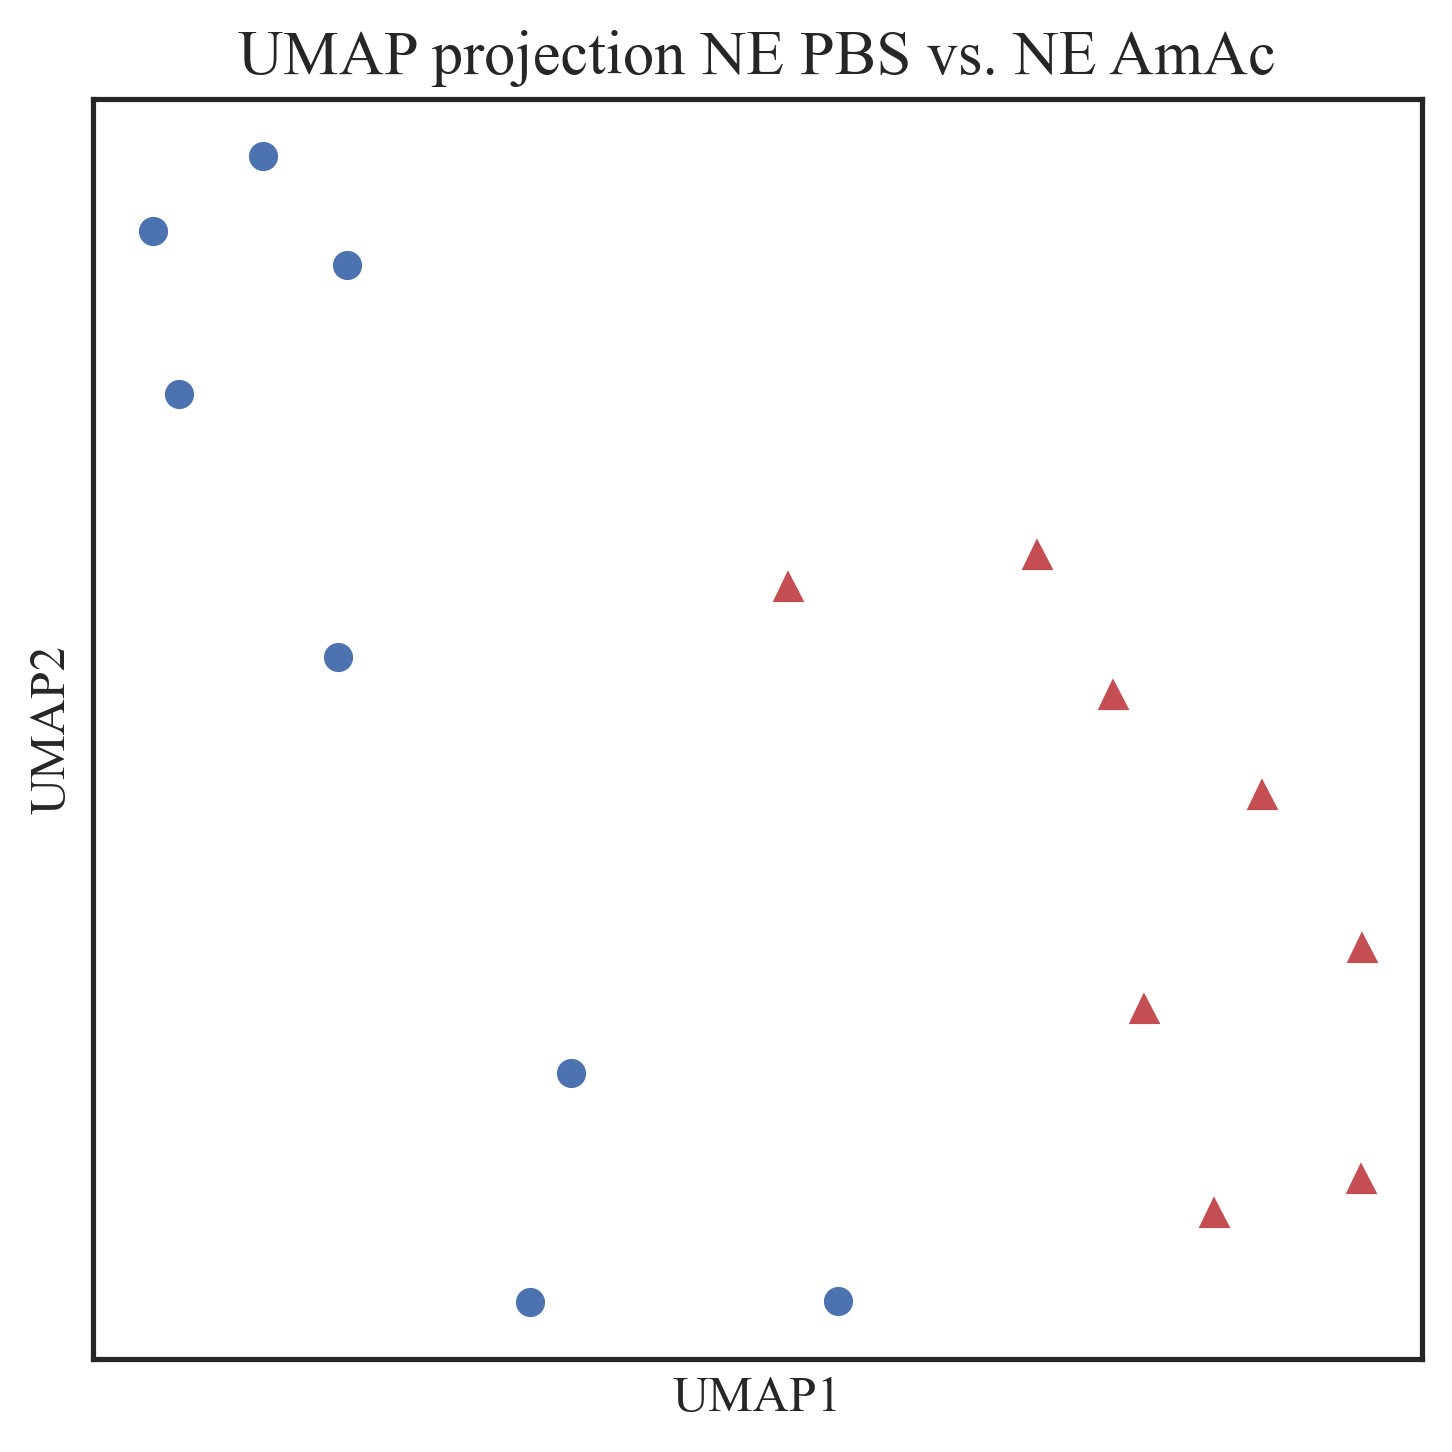 UMAP projection NE PBS vs. NE AmAc
UMAP2
UMAP1